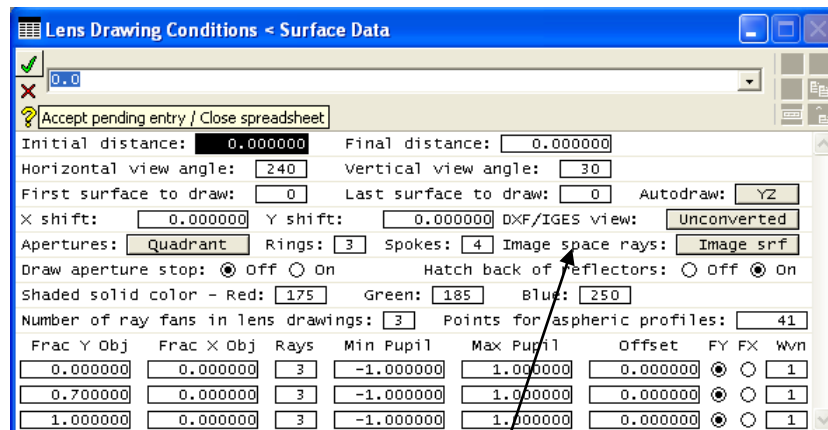 Lens Drawing Conditions < Surface Data
0.0
Accept pending entry / Close spreadsheet
Initial distance: 0.000000 Final distance: 0.000000
Horizontal view angle: 240 Vertical view angle: 30
First surface to draw: 0 Last surface to draw: 0 Autodraw: YZ
X shift: 0.000000 Y shift: 0.000000 DXF/IGES view: Unconverted
Apertures: Quadrant Rings: 3 Spokes: 4 Image space rays: Image srf
Draw aperture stop: Off On Hatch back of reflectors: Off On
Shaded solid color - Red: 175 Green: 185 Blue: 250
Number of ray fans in lens drawings: 3 Points for aspheric profiles: 41
Frac Y Obj Frac X Obj Rays Min Pupil Max Pupil Offset FY FX Wvn
0.000000 0.000000 3 -1.000000 1.000000 0.000000 1
0.700000 0.000000 3 -1.000000 1.000000 0.000000 1
1.000000 0.000000 3 -1.000000 1.000000 0.000000 1